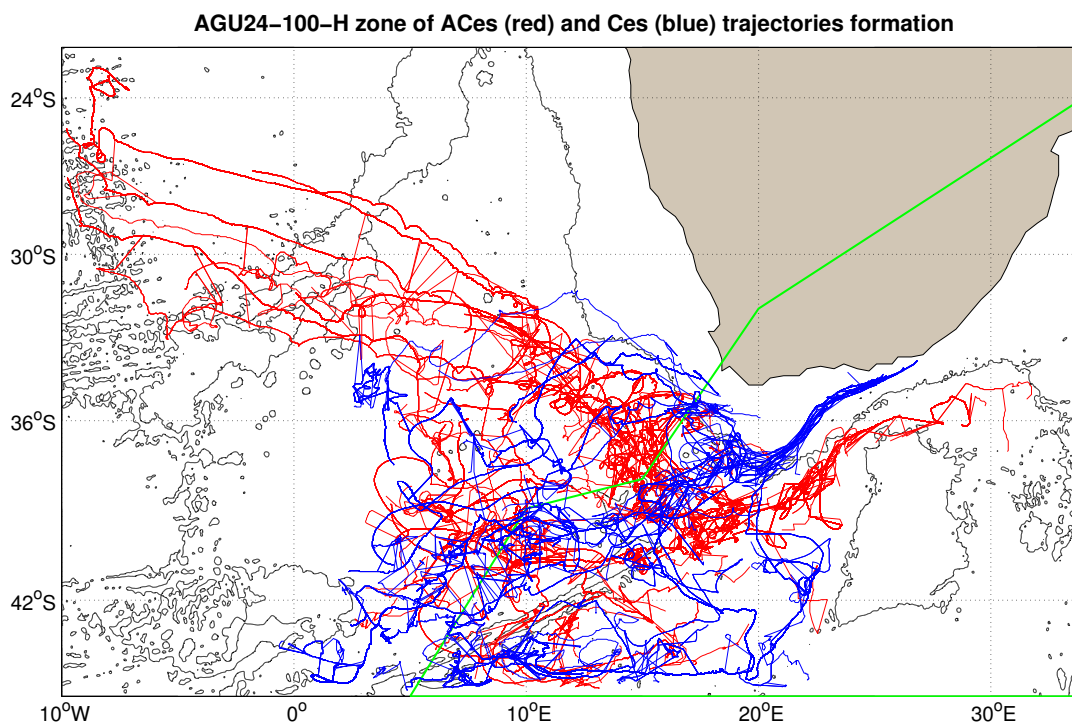 AGU24−100−H zone of ACes (red) and Ces (blue) trajectories formation
24°S
30°S
36°S
42°S
10°W 0° 10°E 20°E 30°E